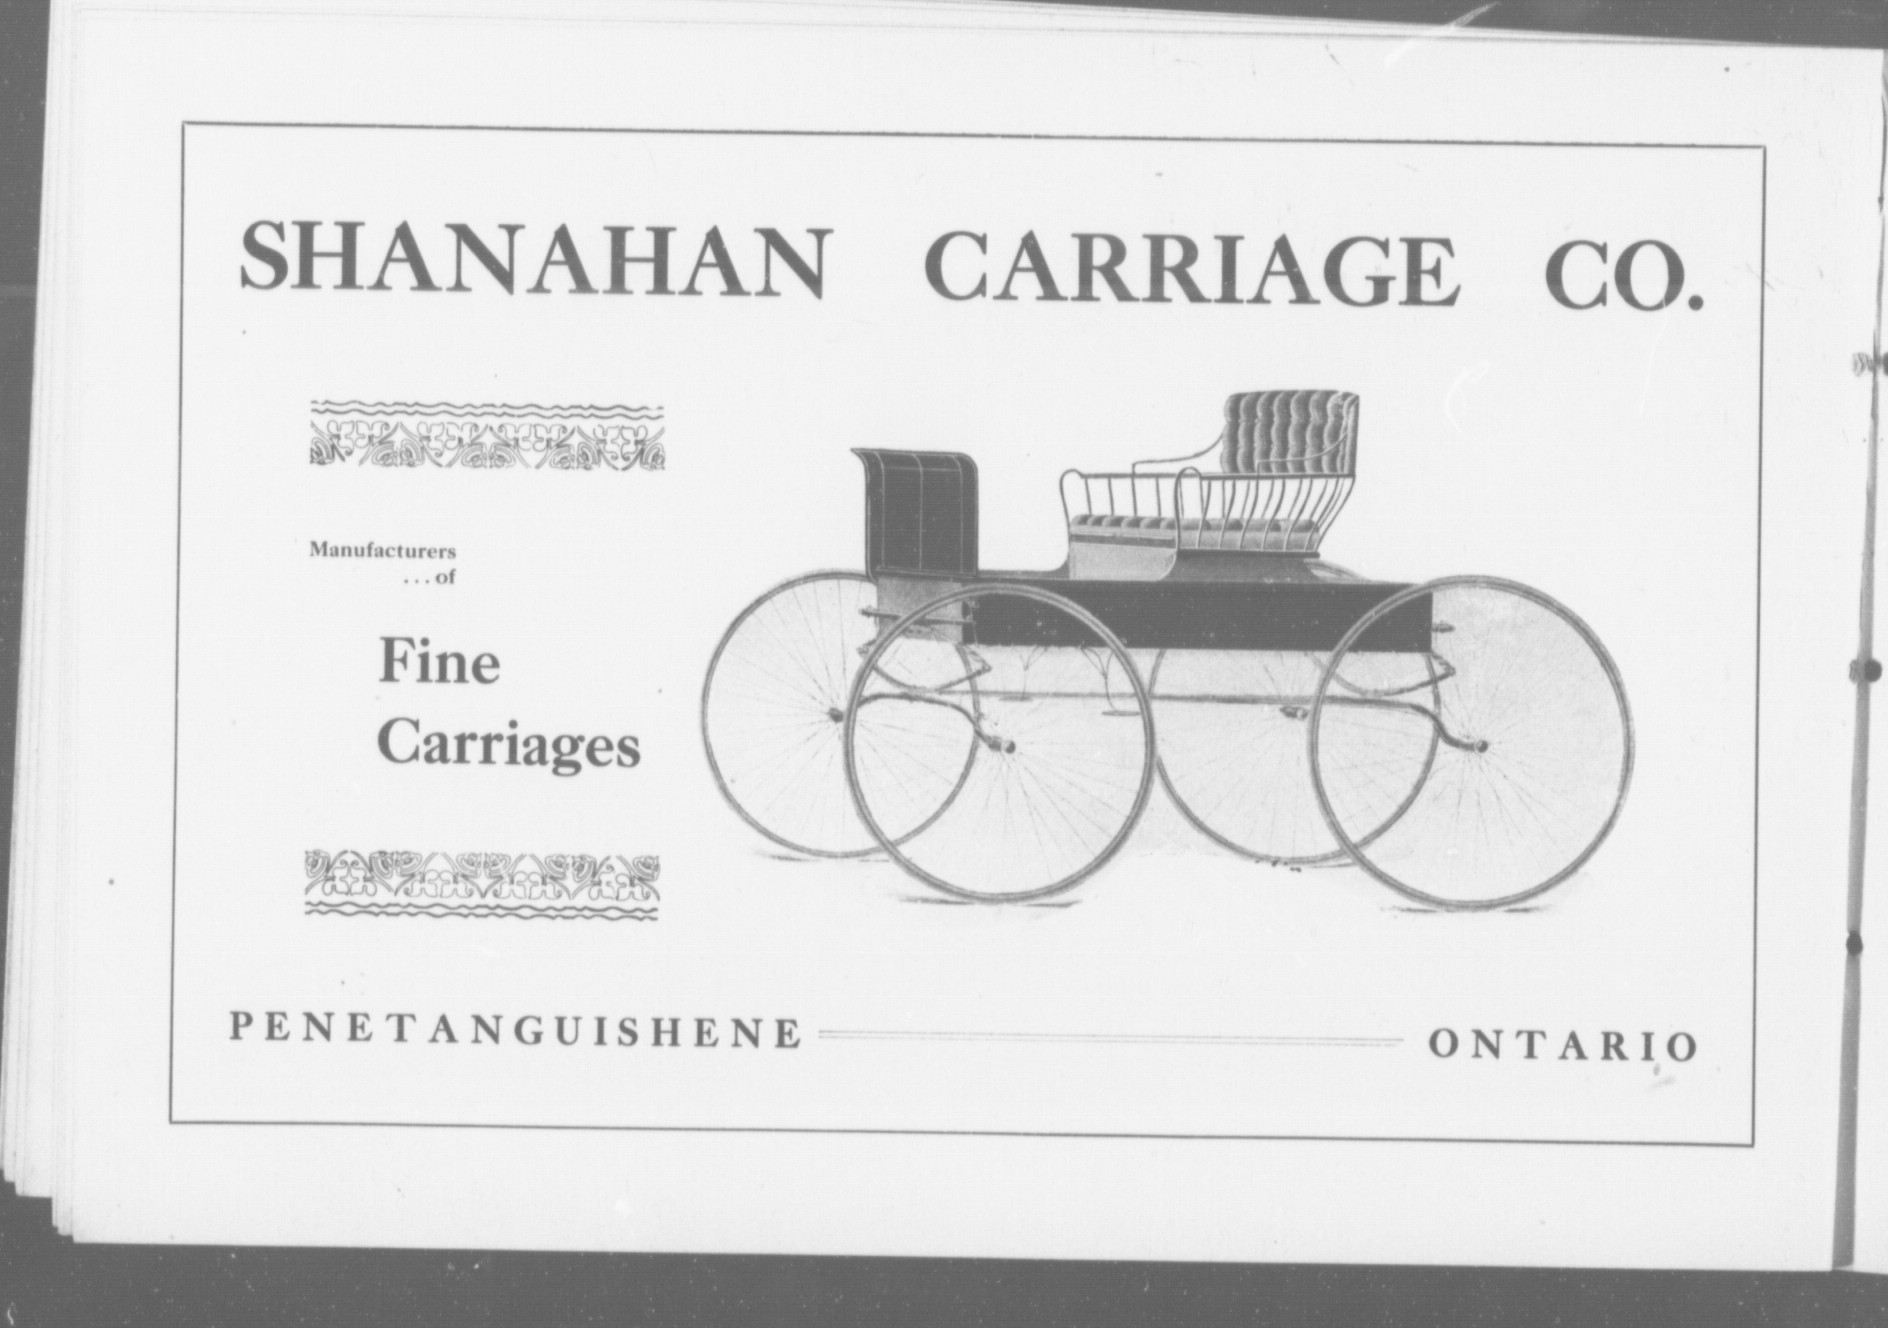 SHANAHAN CARRIAGE CO.
Manufacturers
...of
Fine
Carriages
PENETANGUISHENE ONTARIO